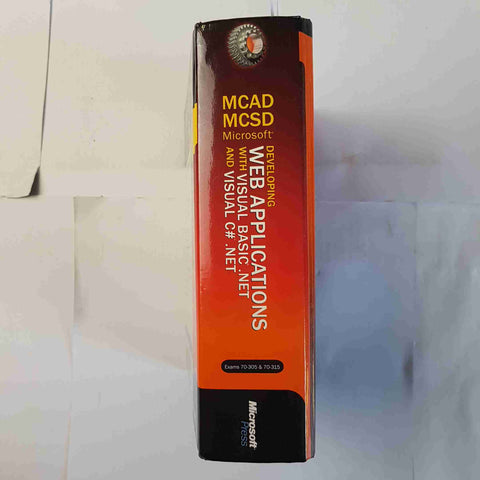 MCAD
MCSD
Microsoft
DEVELOPING
WEB APPLICATIONS
WITH VISUAL BASIC .NET
AND VISUAL C# .NET
Exams 70-305 & 70-315
Microsoft
Press